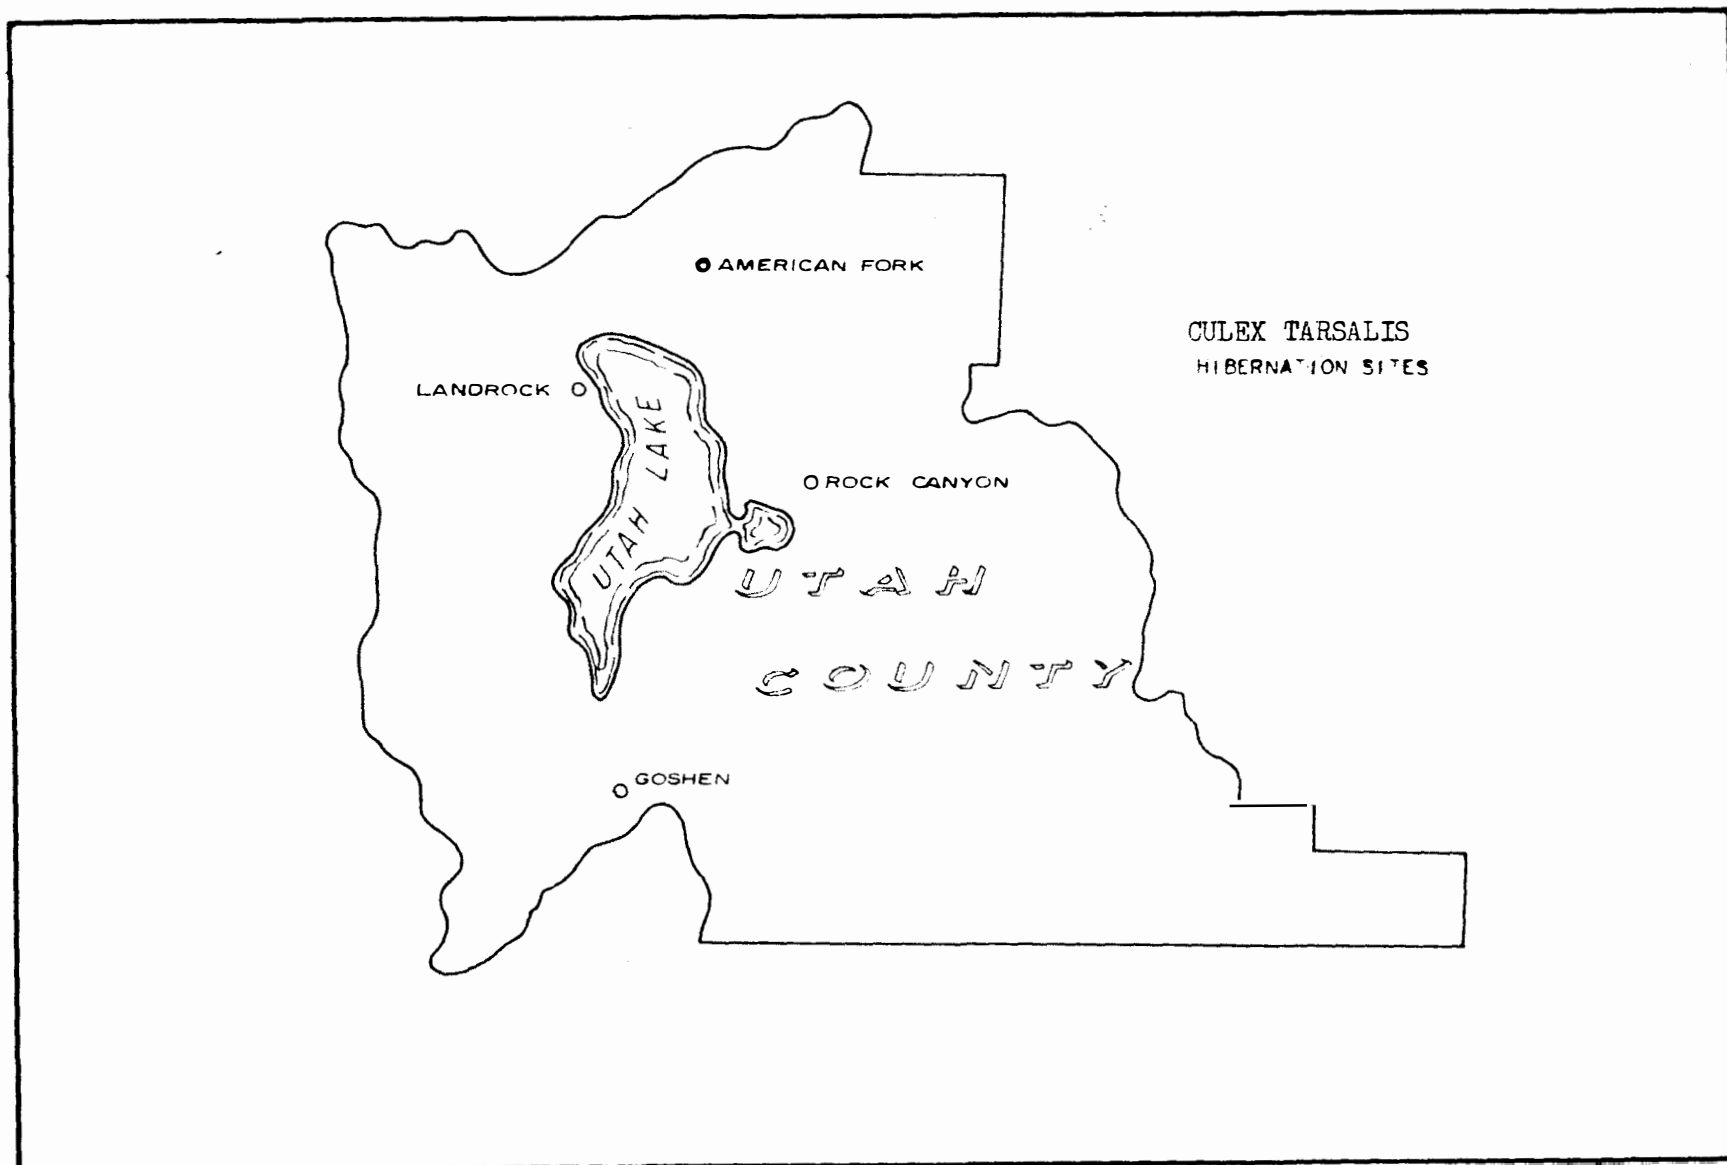 AMERICAN FORK
CULEX TARSALIS
HIBERNATION SITES
LANDROCK
UTAH LAKE
ROCK CANYON
UTAH
COUNTY
GOSHEN